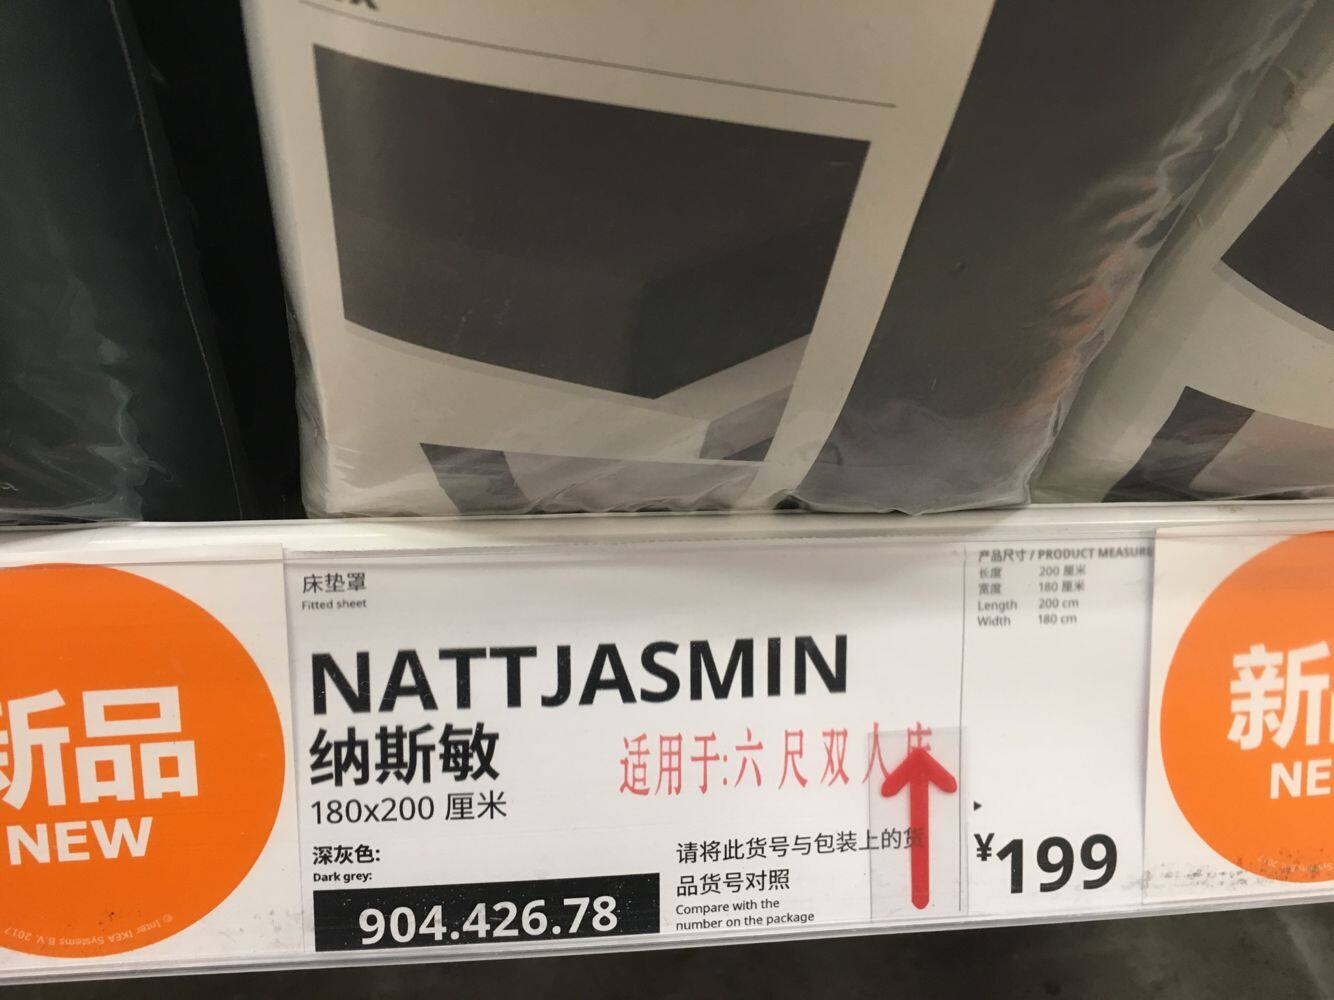 新品
NEW
© Inter IKEA Systems B.V. 2017
床垫罩
Fitted sheet
NATTJASMIN
纳斯敏
180x200 厘米
适用于:六尺双人床
深灰色:
Dark grey:
904.426.78
请将此货号与包装上的货
品货号对照
Compare with the
number on the package
产品尺寸 / PRODUCT MEASURE
长度 200 厘米
宽度 180 厘米
Length 200 cm
Width 180 cm
¥199
新
NE